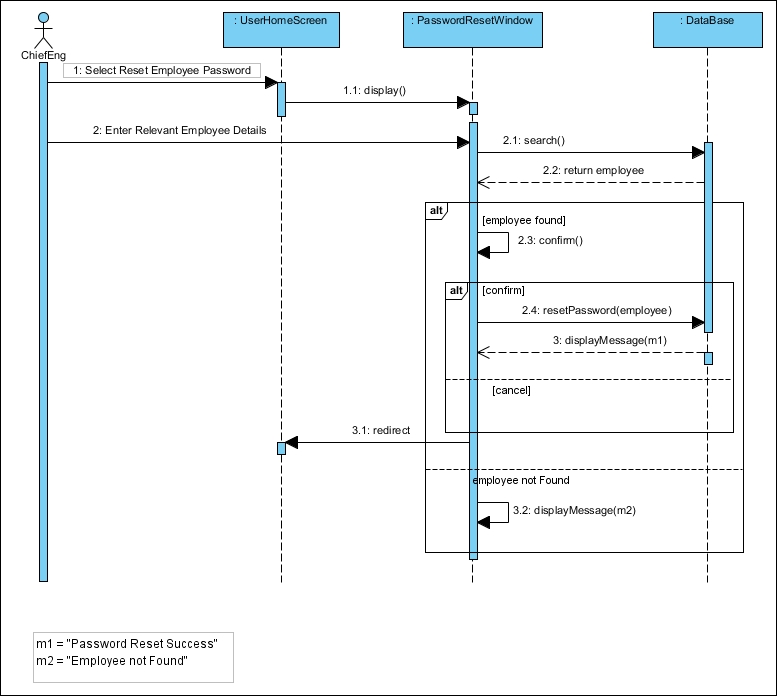 : UserHomeScreen
: PasswordResetWindow
: DataBase
ChiefEng
1: Select Reset Employee Password
1.1: display()
2: Enter Relevant Employee Details
2.1: search()
2.2: return employee
alt
[employee found]
2.3: confirm()
alt
[confirm]
2.4: resetPassword(employee)
3: displayMessage(m1)
[cancel]
3.1: redirect
employee not Found
3.2: displayMessage(m2)
m1 = "Password Reset Success"
m2 = "Employee not Found"